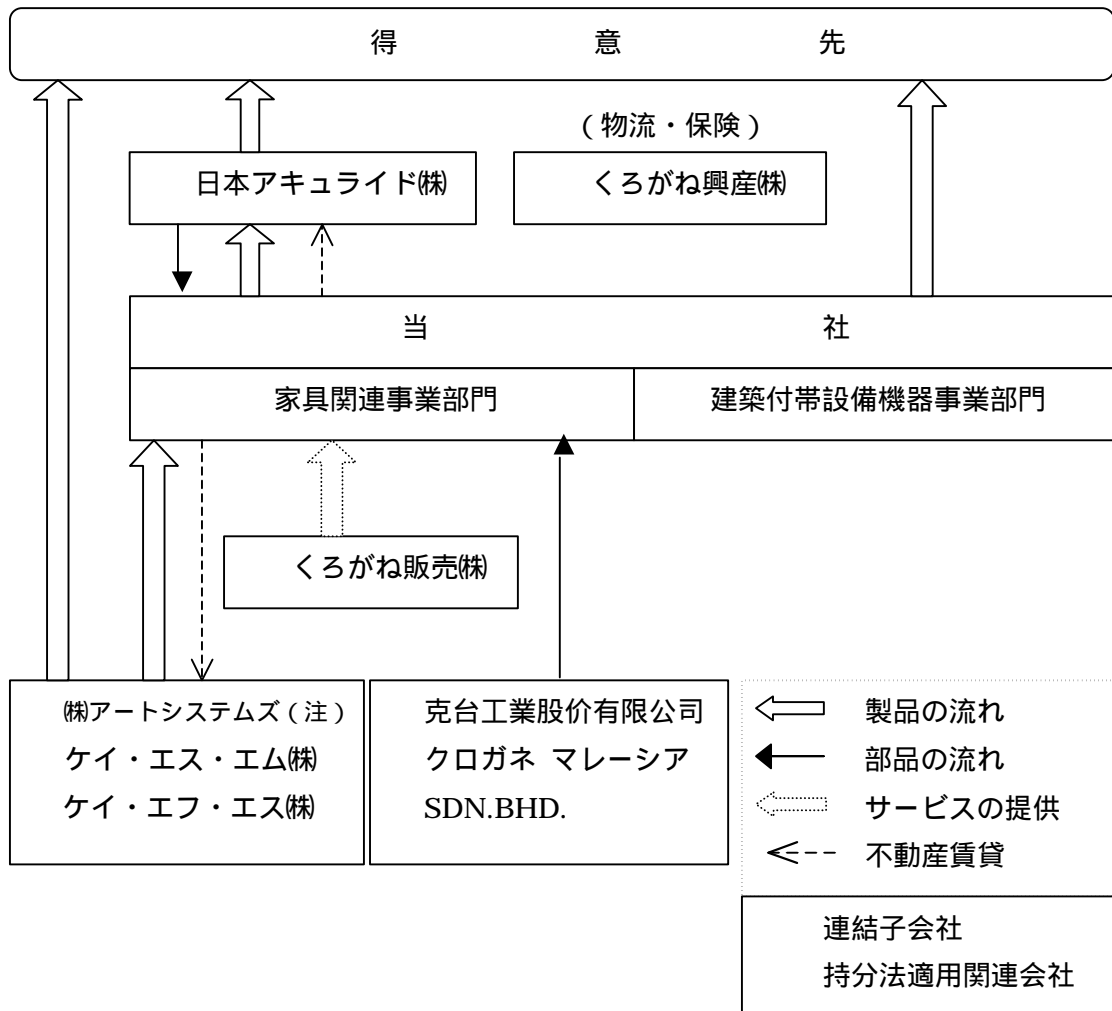 得意先
(物流・保険)
日本アキュライド㈱
くろがね興産㈱
当社
家具関連事業部門
建築付帯設備機器事業部門
くろがね販売㈱
㈱アートシステムズ(注)
ケイ・エス・エム㈱
ケイ・エフ・エス㈱
克台工業股价有限公司
クロガネ マレーシア
SDN.BHD.
製品の流れ
部品の流れ
サービスの提供
不動産賃貸
連結子会社
持分法適用関連会社